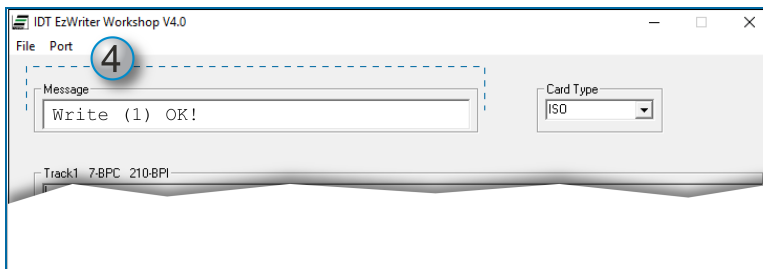 IDT EzWriter Workshop V4.0
File Port
4
Message
Write (1) OK!
Card Type
ISO
Track1 7-BPC 210-BPI